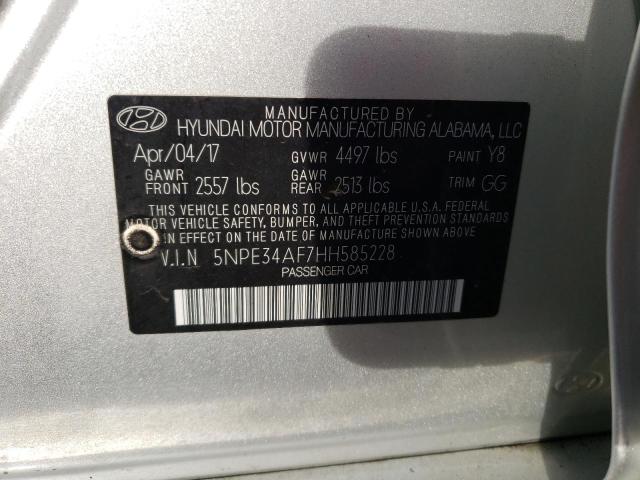 MANUFACTURED BY
HYUNDAI MOTOR MANUFACTURING ALABAMA, LLC
Apr/04/17 GVWR 4497 lbs PAINT Y8
GAWR FRONT 2557 lbs GAWR REAR 2513 lbs TRIM GG
THIS VEHICLE CONFORMS TO ALL APPLICABLE U.S.A. FEDERAL
MOTOR VEHICLE SAFETY, BUMPER, AND THEFT PREVENTION STANDARDS
IN EFFECT ON THE DATE OF MANUFACTURE SHOWN ABOVE.
V.I.N 5NPE34AF7HH585228
PASSENGER CAR